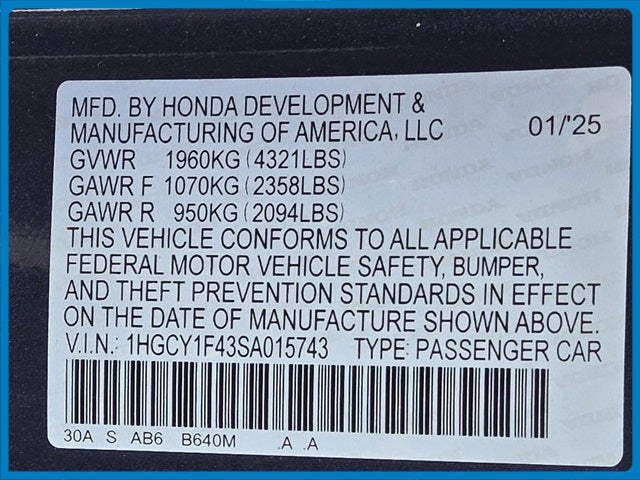 MFD. BY HONDA DEVELOPMENT &
MANUFACTURING OF AMERICA, LLC 01/'25
GVWR 1960KG (4321LBS)
GAWR F 1070KG (2358LBS)
GAWR R 950KG (2094LBS)
THIS VEHICLE CONFORMS TO ALL APPLICABLE
FEDERAL MOTOR VEHICLE SAFETY, BUMPER,
AND THEFT PREVENTION STANDARDS IN EFFECT
ON THE DATE OF MANUFACTURE SHOWN ABOVE.
V.I.N.: 1HGCY1F43SA015743 TYPE: PASSENGER CAR
30A S AB6 B640M .A .A